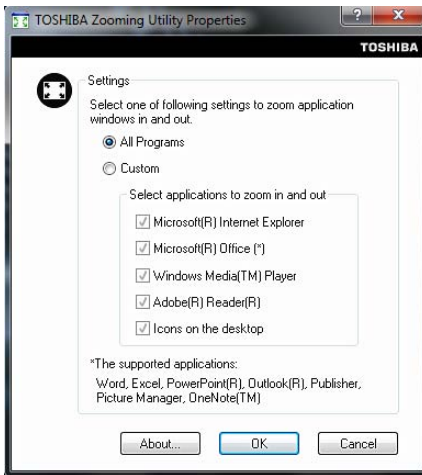 TOSHIBA Zooming Utility Properties
? X
TOSHIBA
Settings
Select one of following settings to zoom application
windows in and out.
All Programs
Custom
Select applications to zoom in and out
Microsoft(R) Internet Explorer
Microsoft(R) Office (*)
Windows Media(TM) Player
Adobe(R) Reader(R)
Icons on the desktop
*The supported applications:
Word, Excel, PowerPoint(R), Outlook(R), Publisher,
Picture Manager, OneNote(TM)
About... OK Cancel